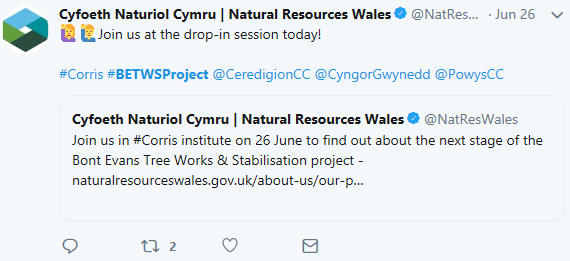 Cyfoeth Naturiol Cymru | Natural Resources Wales @NatRes... · Jun 26
🙋🙋‍♂️Join us at the drop-in session today!
#Corris #BETWSProject @CeredigionCC @CyngorGwynedd @PowysCC
Cyfoeth Naturiol Cymru | Natural Resources Wales @NatResWales
Join us in #Corris institute on 26 June to find out about the next stage of the
Bont Evans Tree Works & Stabilisation project -
naturalresourceswales.gov.uk/about-us/our-p...
2